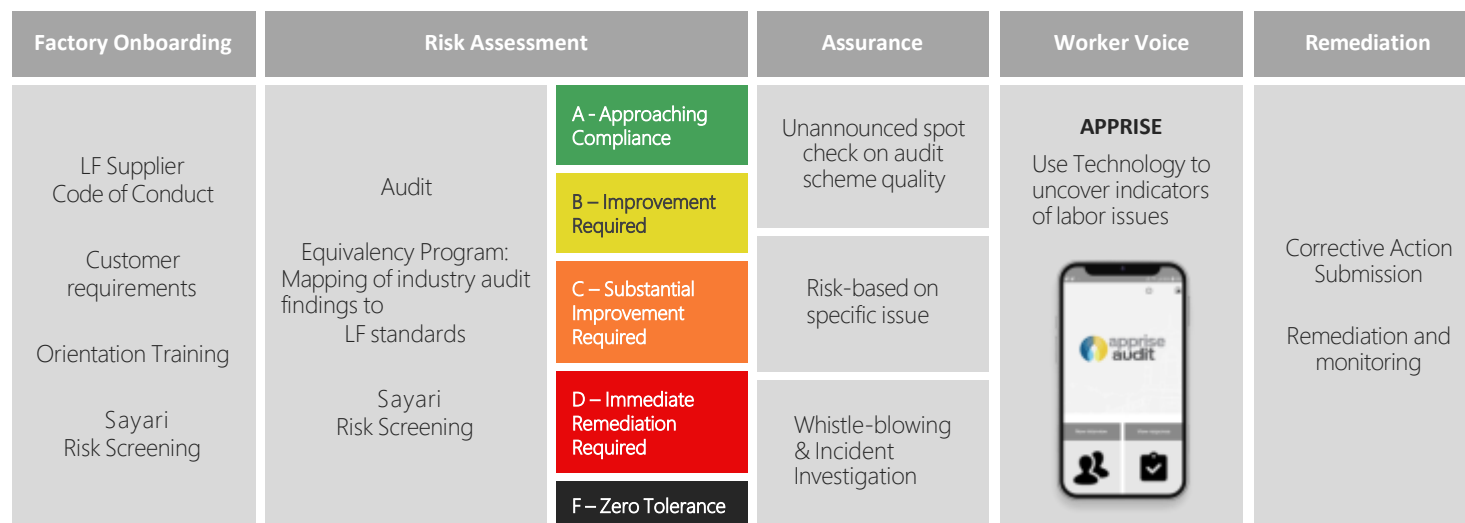 Factory Onboarding
Risk Assessment
Assurance
Worker Voice
Remediation
LF Supplier
Code of Conduct
Customer
requirements
Orientation Training
Sayari
Risk Screening
Audit
Equivalency Program:
Mapping of industry audit
findings to
LF standards
Sayari
Risk Screening
A - Approaching
Compliance
B – Improvement
Required
C – Substantial
Improvement
Required
D – Immediate
Remediation
Required
F – Zero Tolerance
Unannounced spot
check on audit
scheme quality
Risk-based on
specific issue
Whistle-blowing
& Incident
Investigation
APPRISE
Use Technology to
uncover indicators
of labor issues
apprise
audit
Corrective Action
Submission
Remediation and
monitoring